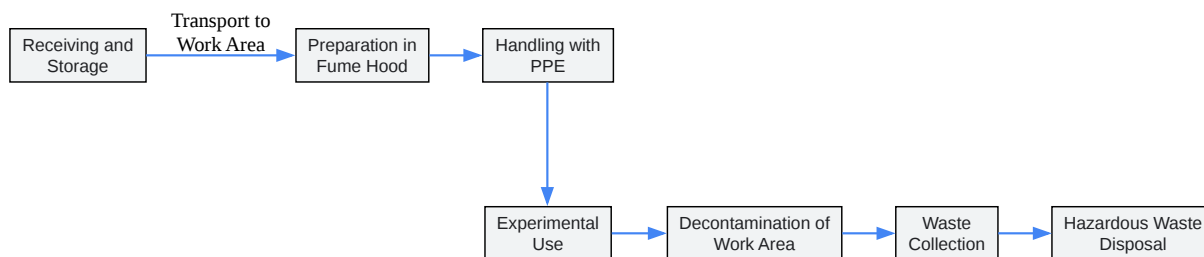 Receiving and
Storage
Transport to
Work Area
Preparation in
Fume Hood
Handling with
PPE
Experimental
Use
Decontamination of
Work Area
Waste
Collection
Hazardous Waste
Disposal